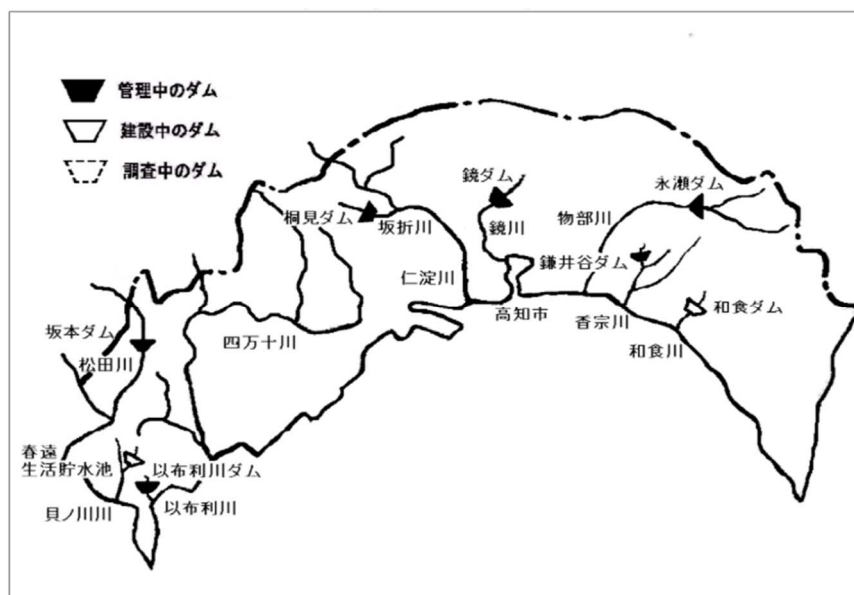 管理中のダム
建設中のダム
調査中のダム
鏡ダム
永瀬ダム
桐見ダム
坂折川
鏡川
物部川
鎌井谷ダム
仁淀川
和食ダム
高知市
香宗川
坂本ダム
四万十川
和食川
松田川
春遠
生活貯水池
以布利川ダム
貝ノ川川
以布利川